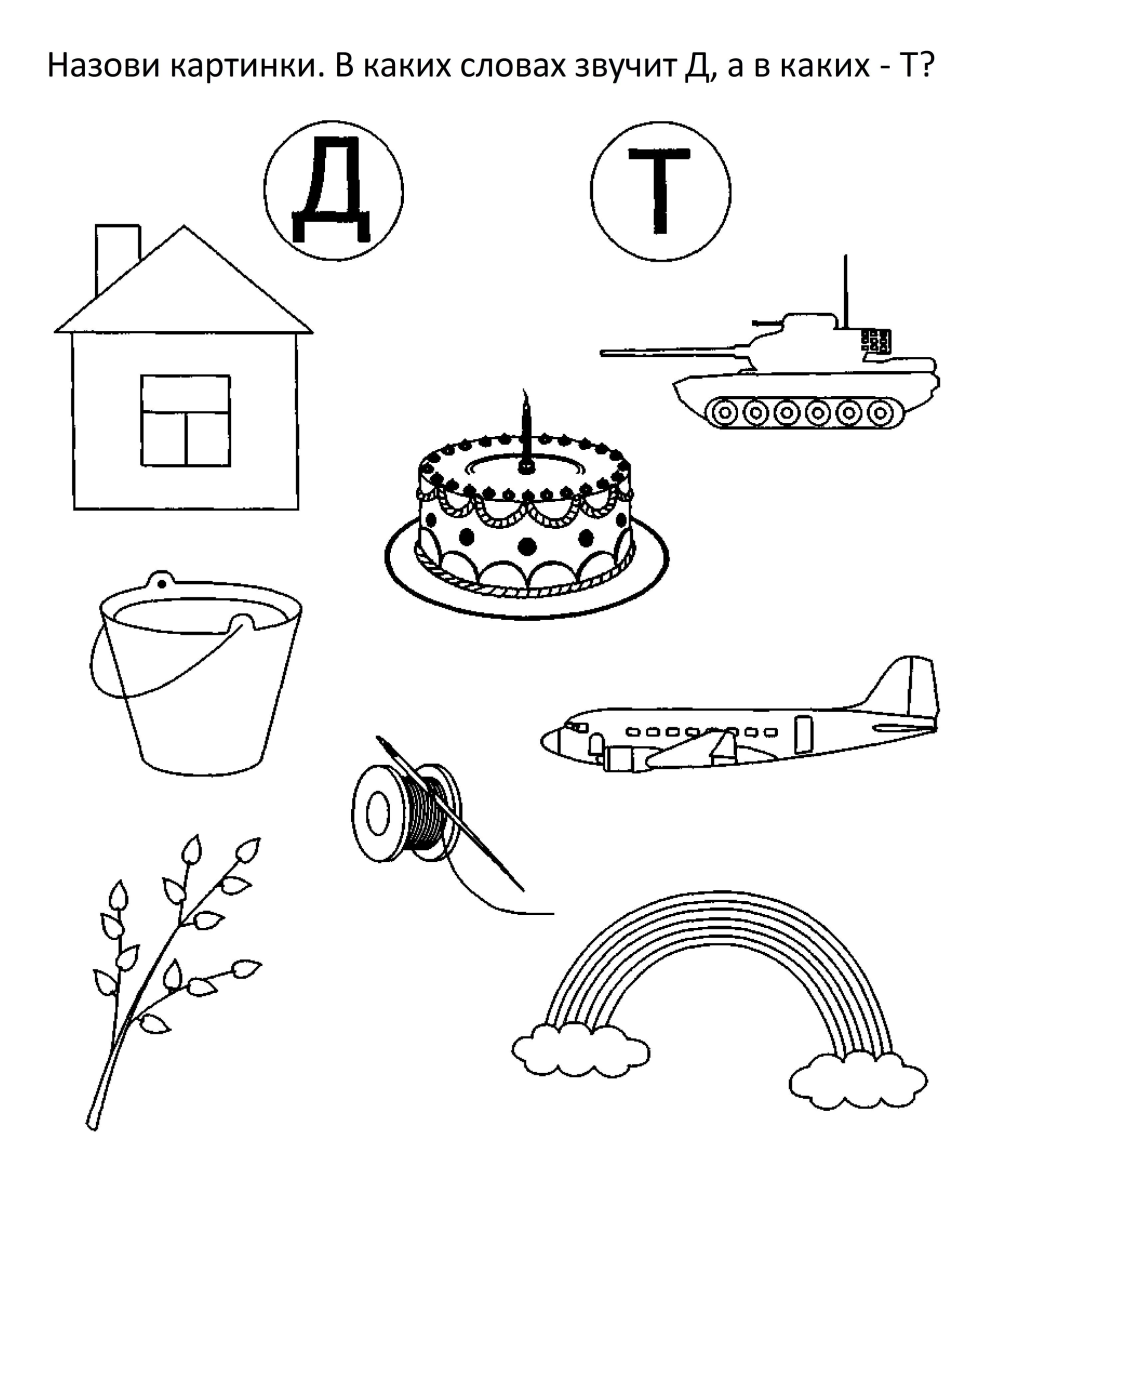 Назови картинки. В каких словах звучит Д, а в каких - Т?
Д Т